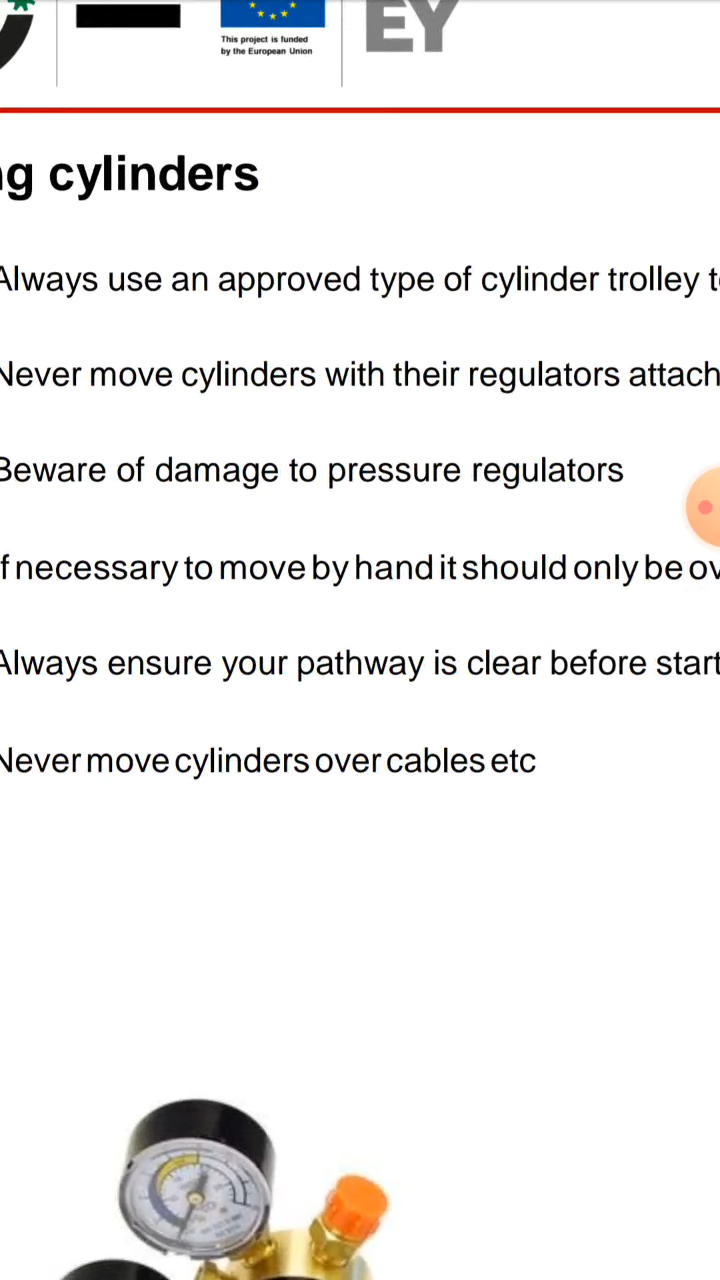 This project is funded
by the European Union
EY
g cylinders
Always use an approved type of cylinder trolley
Never move cylinders with their regulators attach
Beware of damage to pressure regulators
f necessary to move by hand it should only be ov
Always ensure your pathway is clear before start
Never move cylinders over cables etc